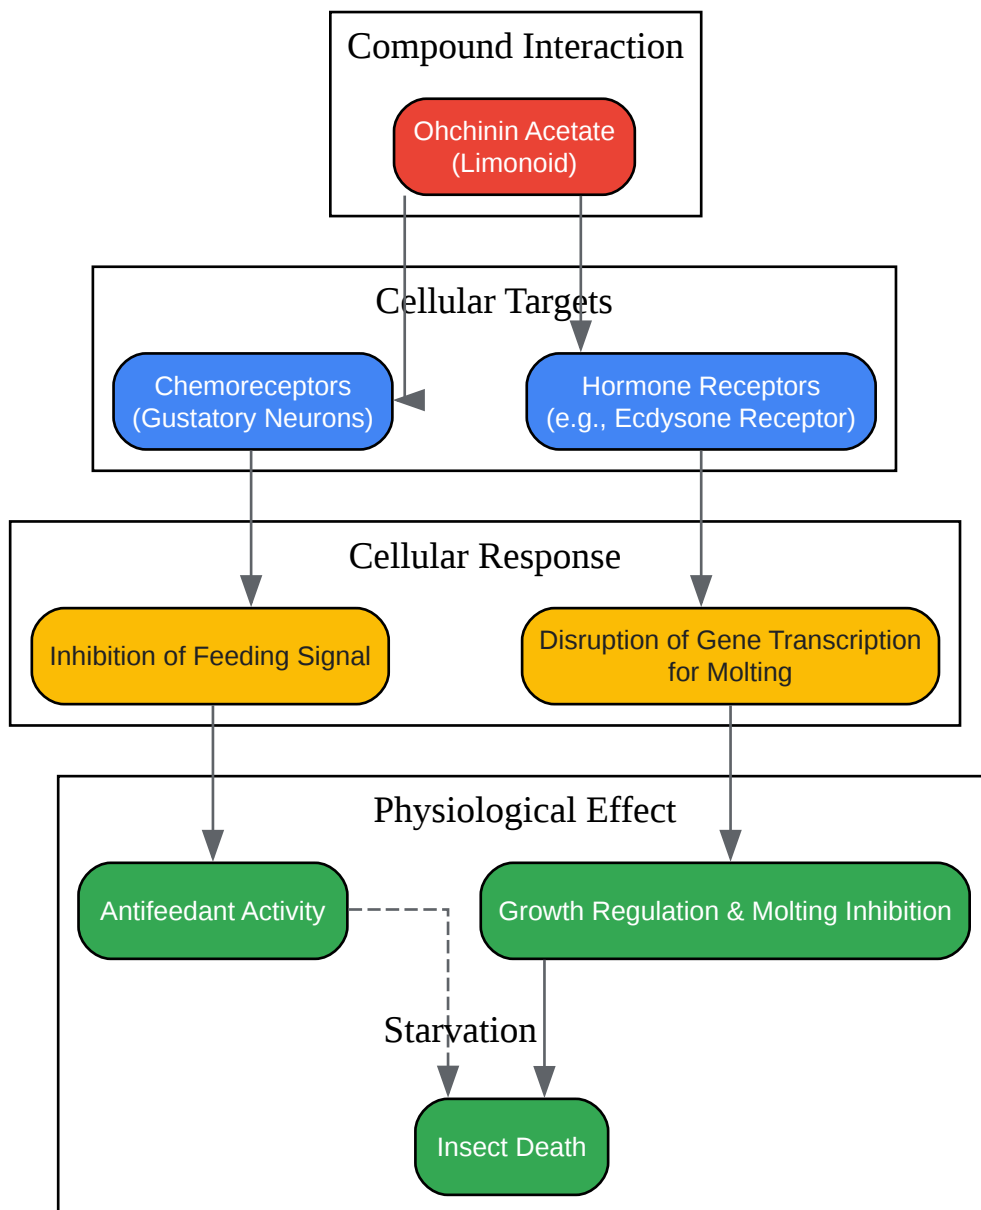 Compound Interaction
Ohchinin Acetate
(Limonoid)
Cellular Targets
Chemoreceptors
(Gustatory Neurons)
Hormone Receptors
(e.g., Ecdysone Receptor)
Cellular Response
Inhibition of Feeding Signal
Disruption of Gene Transcription
for Molting
Physiological Effect
Antifeedant Activity
Growth Regulation & Molting Inhibition
Starvation
Insect Death